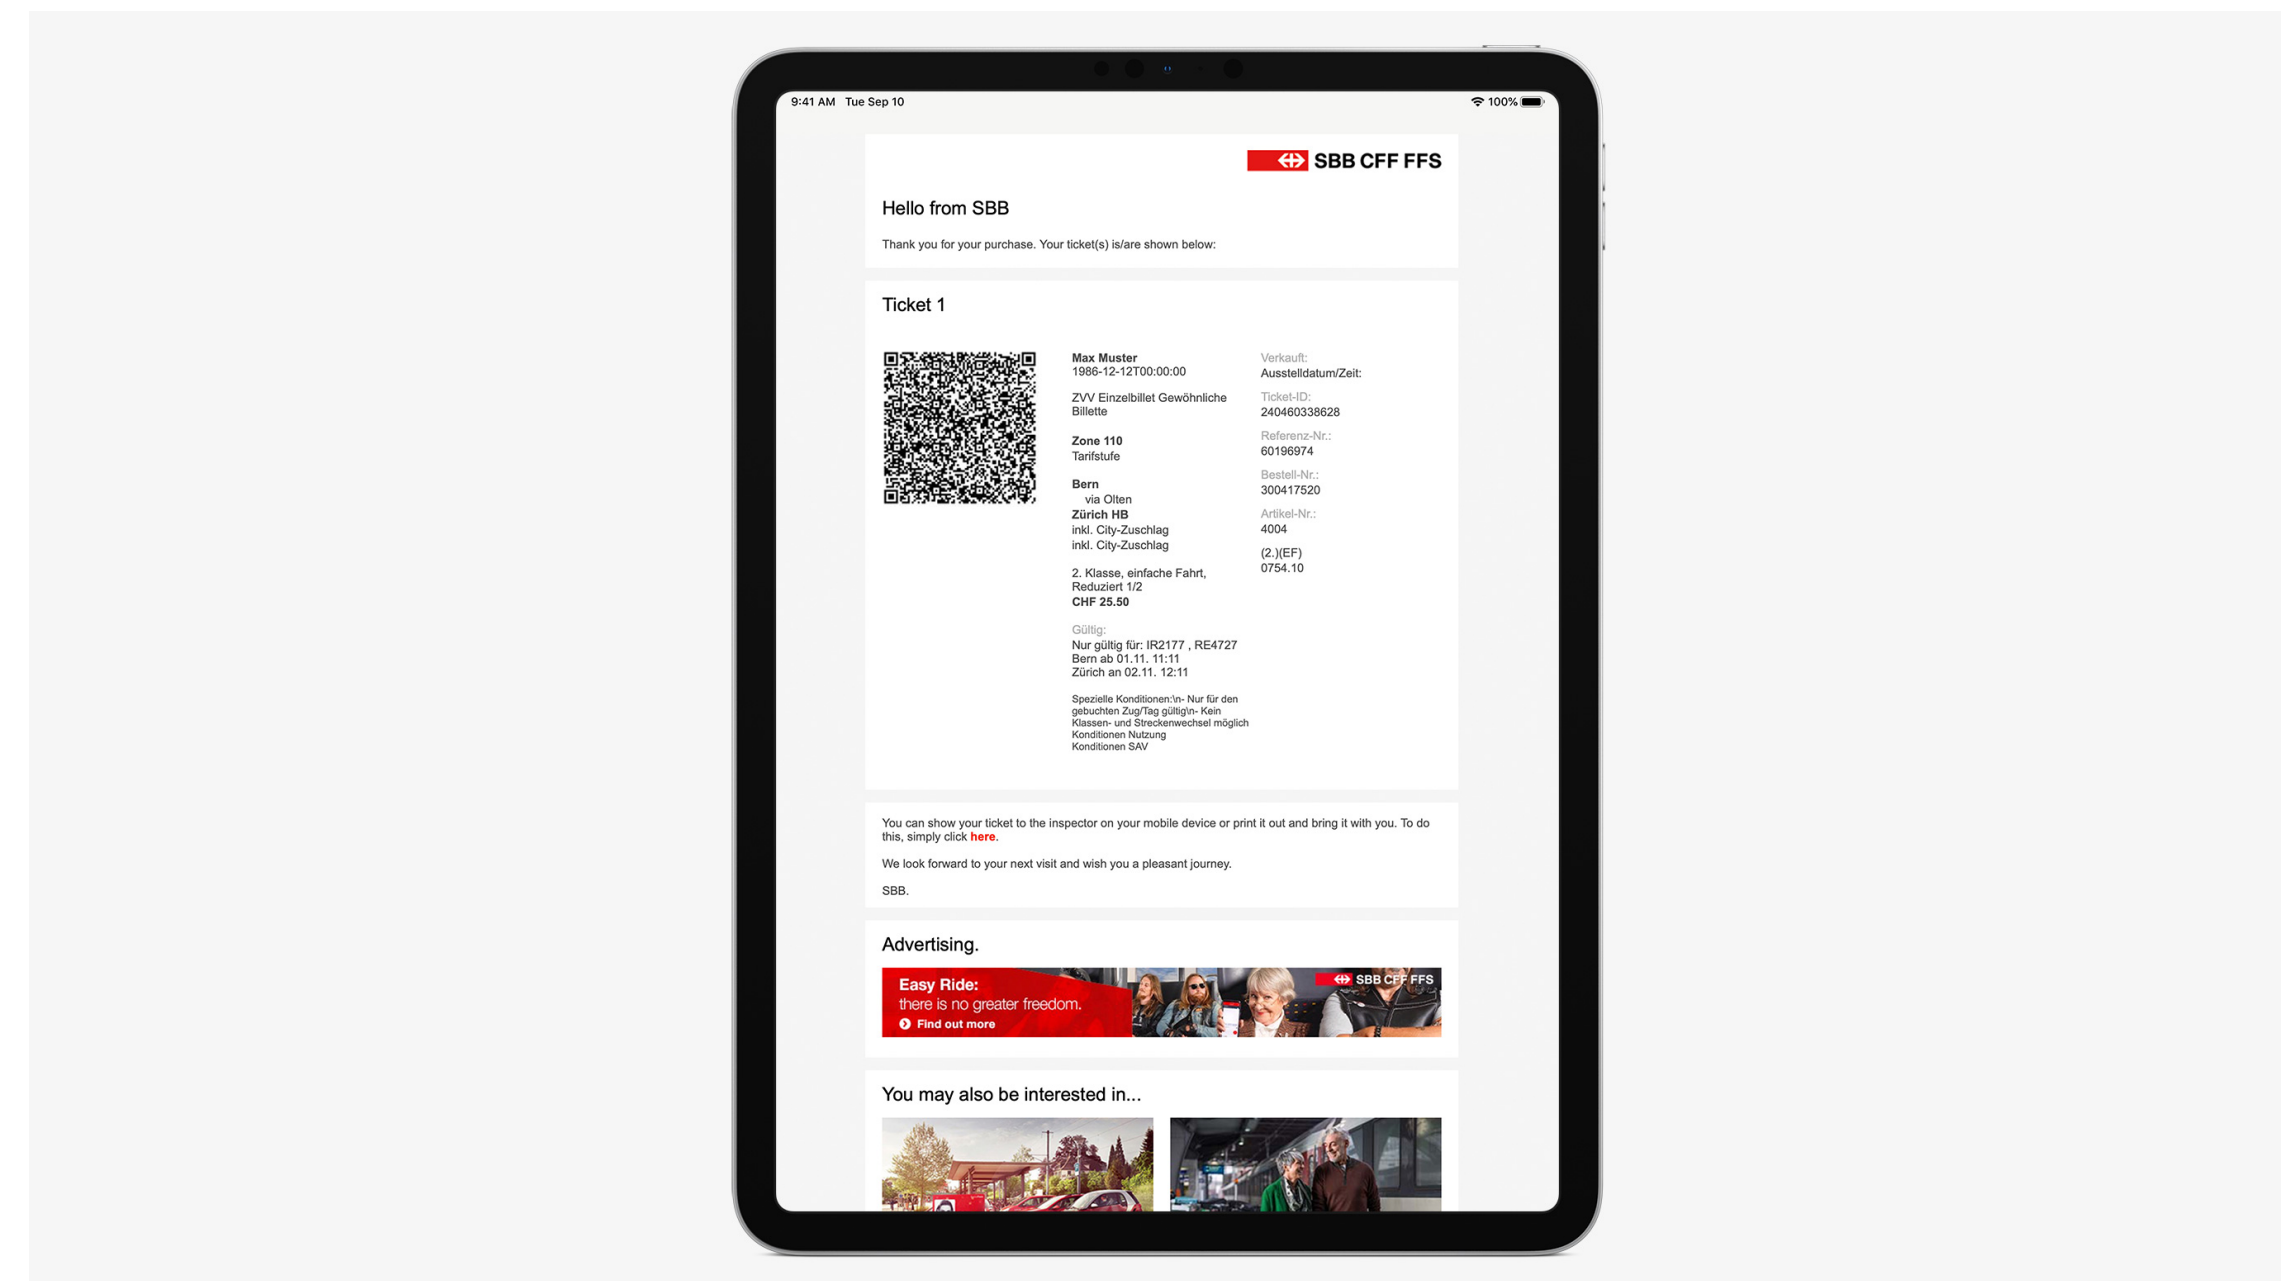 9:41 AM Tue Sep 10
100%
SBB CFF FFS
Hello from SBB
Thank you for your purchase. Your ticket(s) is/are shown below:
Ticket 1
Max Muster
1986-12-12T00:00:00
ZVV Einzelbillet Gewöhnliche
Billette
Zone 110
Tarifstufe
Bern
via Olten
Zürich HB
inkl. City-Zuschlag
inkl. City-Zuschlag
2. Klasse, einfache Fahrt,
Reduziert 1/2
CHF 25.50
Gültig:
Nur gültig für: IR2177 , RE4727
Bern ab 01.11. 11:11
Zürich an 02.11. 12:11
Spezielle Konditionen:\n- Nur für den
gebuchten Zug/Tag gültig\n- Kein
Klassen- und Streckenwechsel möglich
Konditionen Nutzung
Konditionen SAV
Verkauft:
Ausstelldatum/Zeit:
Ticket-ID:
240460338628
Referenz-Nr.:
60196974
Bestell-Nr.:
300417520
Artikel-Nr.:
4004
(2.)(EF)
0754.10
You can show your ticket to the inspector on your mobile device or print it out and bring it with you. To do
this, simply click here.
We look forward to your next visit and wish you a pleasant journey.
SBB.
Advertising.
Easy Ride:
there is no greater freedom.
Find out more
SBB CFF FFS
You may also be interested in...